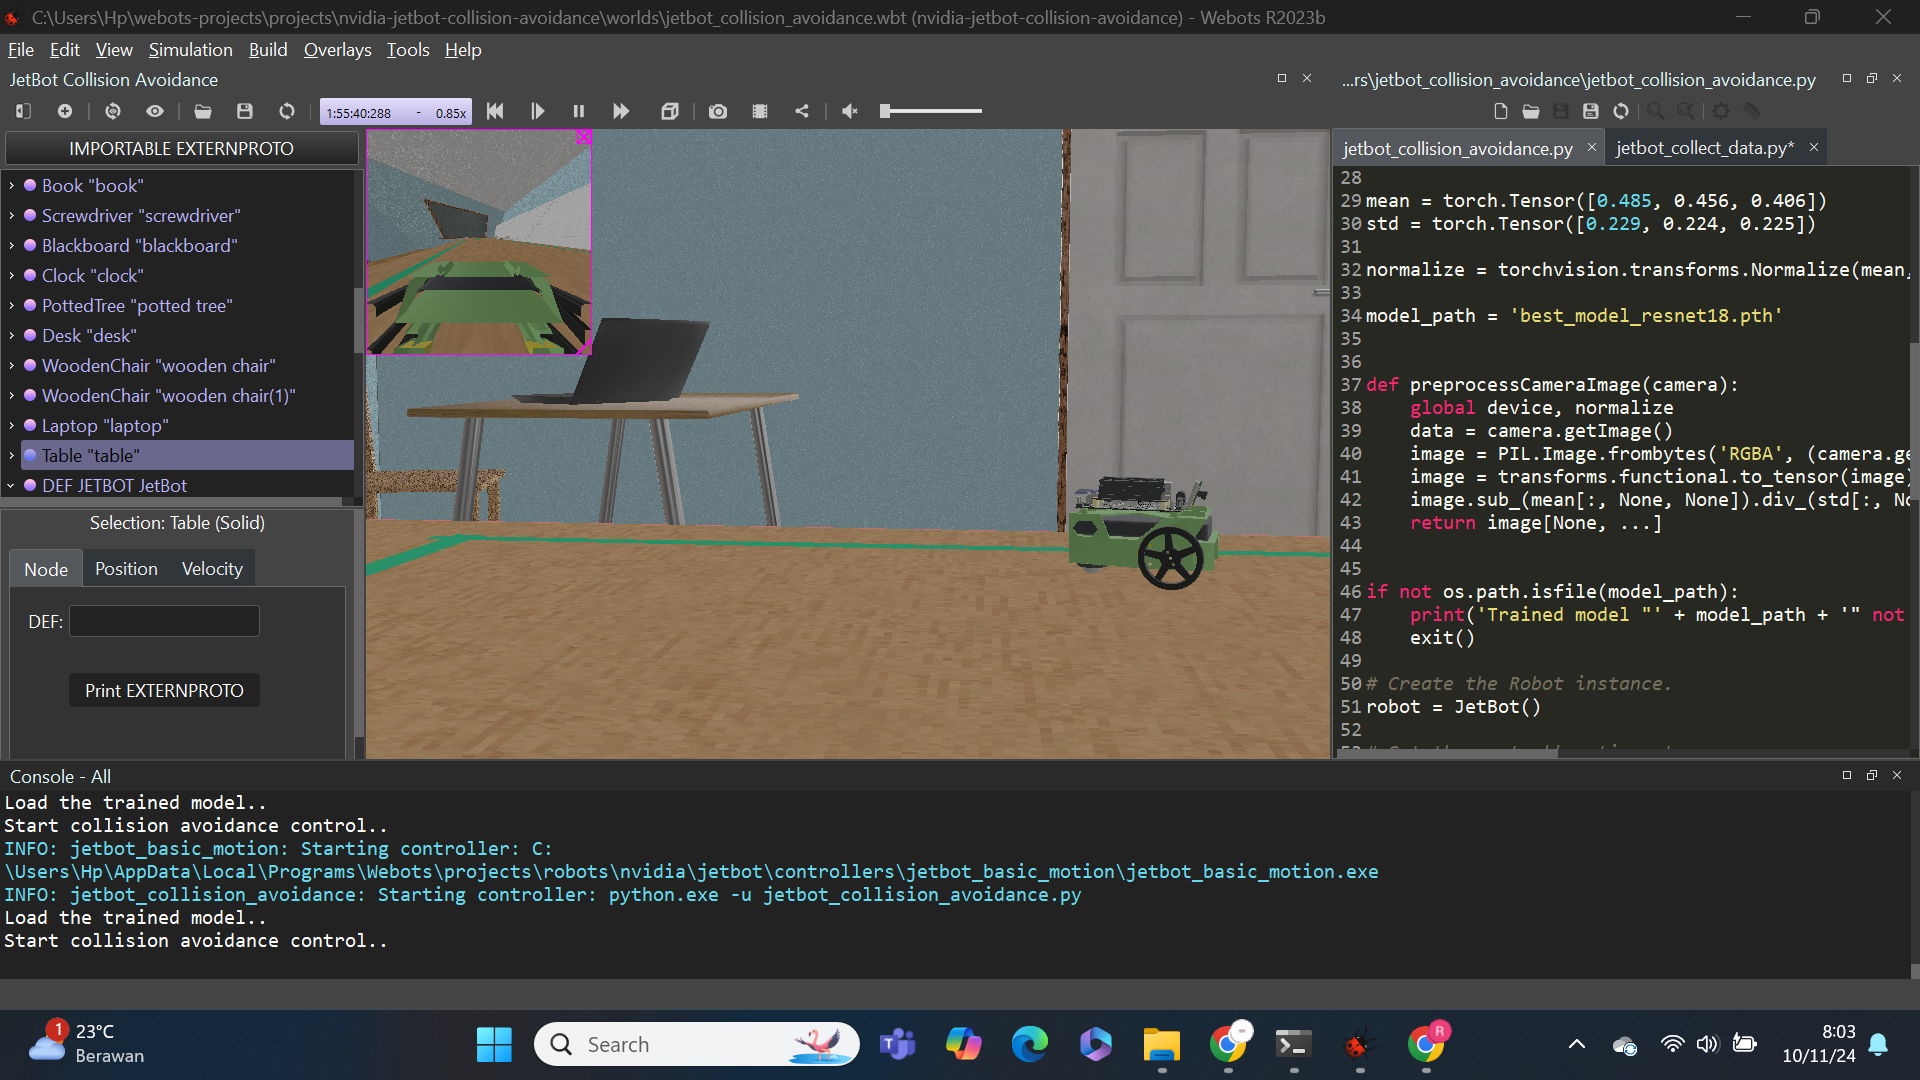 C:\Users\Hp\webots-projects\projects\nvidia-jetbot-collision-avoidance\worlds\jetbot_collision_avoidance.wbt (nvidia-jetbot-collision-avoidance) - Webots R2023b
File Edit View Simulation Build Overlays Tools Help
JetBot Collision Avoidance
1:55:40:288 - 0.85x
IMPORTABLE EXTERNPROTO
Book "book"
Screwdriver "screwdriver"
Blackboard "blackboard"
Clock "clock"
PottedTree "potted tree"
Desk "desk"
WoodenChair "wooden chair"
WoodenChair "wooden chair(1)"
Laptop "laptop"
Table "table"
DEF JETBOT JetBot
Selection: Table (Solid)
Node Position Velocity
DEF:
Print EXTERNPROTO
...rs\jetbot_collision_avoidance\jetbot_collision_avoidance.py
jetbot_collision_avoidance.py jetbot_collect_data.py*
28
29 mean = torch.Tensor([0.485, 0.456, 0.406])
30 std = torch.Tensor([0.229, 0.224, 0.225])
31
32 normalize = torchvision.transforms.Normalize(mean,
33
34 model_path = 'best_model_resnet18.pth'
35
36
37 def preprocessCameraImage(camera):
38 global device, normalize
39 data = camera.getImage()
40 image = PIL.Image.frombytes('RGBA', (camera.ge
41 image = transforms.functional.to_tensor(image)
42 image.sub_(mean[:, None, None]).div_(std[:, No
43 return image[None, ...]
44
45
46 if not os.path.isfile(model_path):
47 print('Trained model "' + model_path + '" not
48 exit()
49
50 # Create the Robot instance.
51 robot = JetBot()
52
Console - All
Load the trained model..
Start collision avoidance control..
INFO: jetbot_basic_motion: Starting controller: C:
\Users\Hp\AppData\Local\Programs\Webots\projects\robots\nvidia\jetbot\controllers\jetbot_basic_motion\jetbot_basic_motion.exe
INFO: jetbot_collision_avoidance: Starting controller: python.exe -u jetbot_collision_avoidance.py
Load the trained model..
Start collision avoidance control..
1
23°C
Berawan
Search
R
8:03
10/11/24